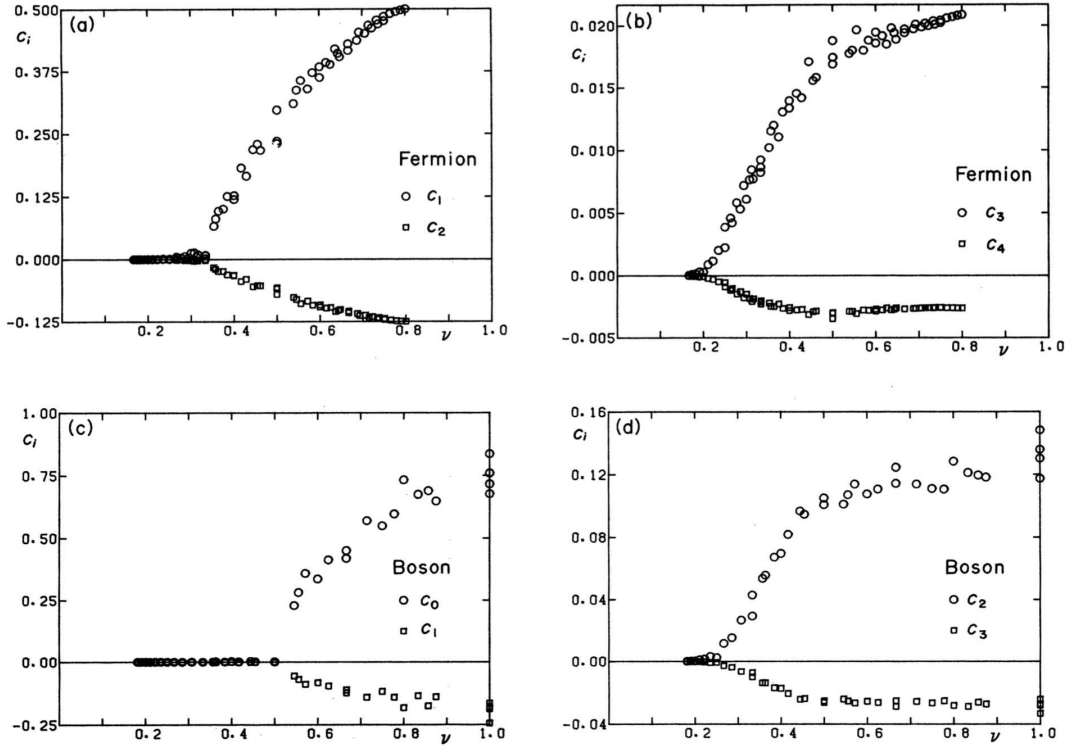 (a)
0.500
C_i
0.375
0.250
0.125
0.000
-0.125
Fermion
C_1
C_2
0.2 0.4 0.6 0.8 ν 1.0
(b)
0.020
C_i
0.015
0.010
0.005
0.000
-0.005
Fermion
C_3
C_4
0.2 0.4 0.6 0.8 ν 1.0
(c)
1.00
C_i
0.75
0.50
0.25
0.00
-0.25
Boson
C_0
C_1
0.2 0.4 0.6 0.8 ν 1.0
(d)
0.16
C_i
0.12
0.08
0.04
0.00
-0.04
Boson
C_2
C_3
0.2 0.4 0.6 0.8 ν 1.0